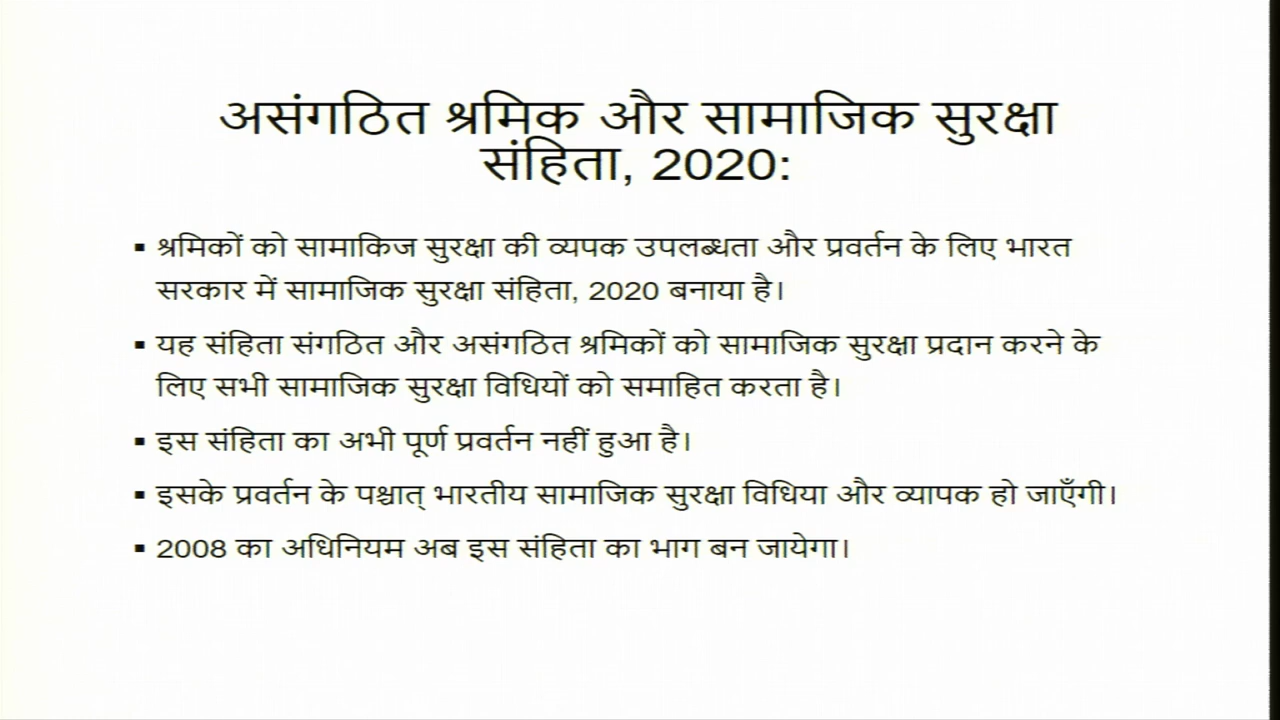 असंगठित श्रमिक और सामाजिक सुरक्षा
संहिता, 2020:
▪ श्रमिकों को सामाकिज सुरक्षा की व्यपक उपलब्धता और प्रवर्तन के लिए भारत
सरकार में सामाजिक सुरक्षा संहिता, 2020 बनाया है।
▪ यह संहिता संगठित और असंगठित श्रमिकों को सामाजिक सुरक्षा प्रदान करने के
लिए सभी सामाजिक सुरक्षा विधियों को समाहित करता है।
▪ इस संहिता का अभी पूर्ण प्रवर्तन नहीं हुआ है।
▪ इसके प्रवर्तन के पश्चात् भारतीय सामाजिक सुरक्षा विधिया और व्यापक हो जाएँगी।
▪ 2008 का अधिनियम अब इस संहिता का भाग बन जायेगा।